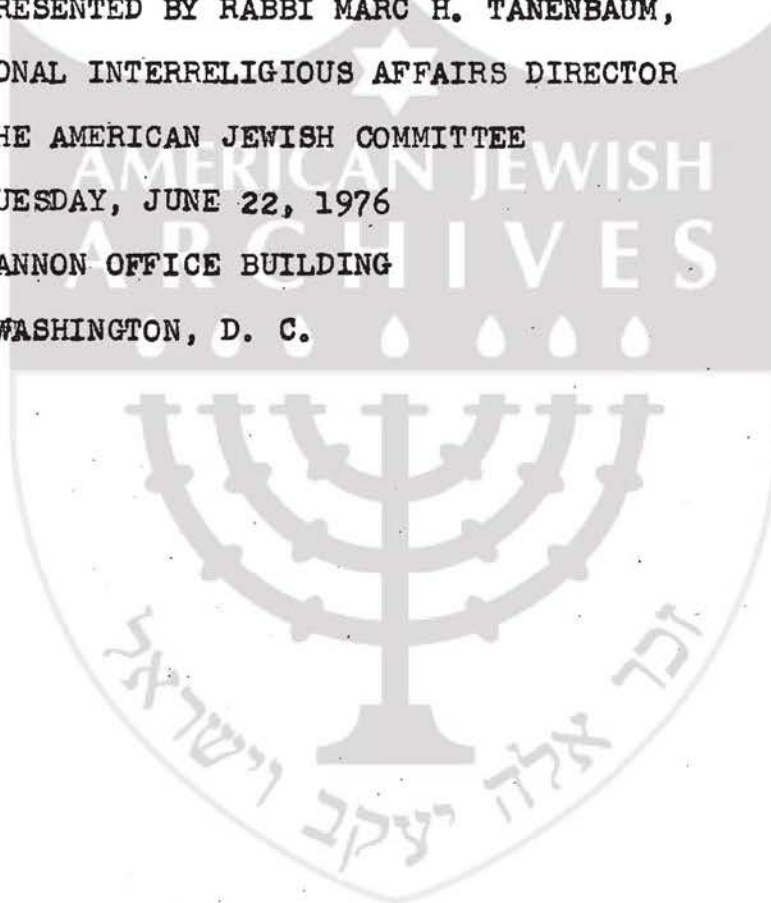 RESENTED BY RABBI MARC H. TANENBAUM,
ONAL INTERRELIGIOUS AFFAIRS DIRECTOR
HE AMERICAN JEWISH COMMITTEE
AMERICAN JEWISH
UESDAY, JUNE 22, 1976
ARCHIVES
ANNON OFFICE BUILDING
WASHINGTON, D. C.
זכר אלה יעקב וישראל